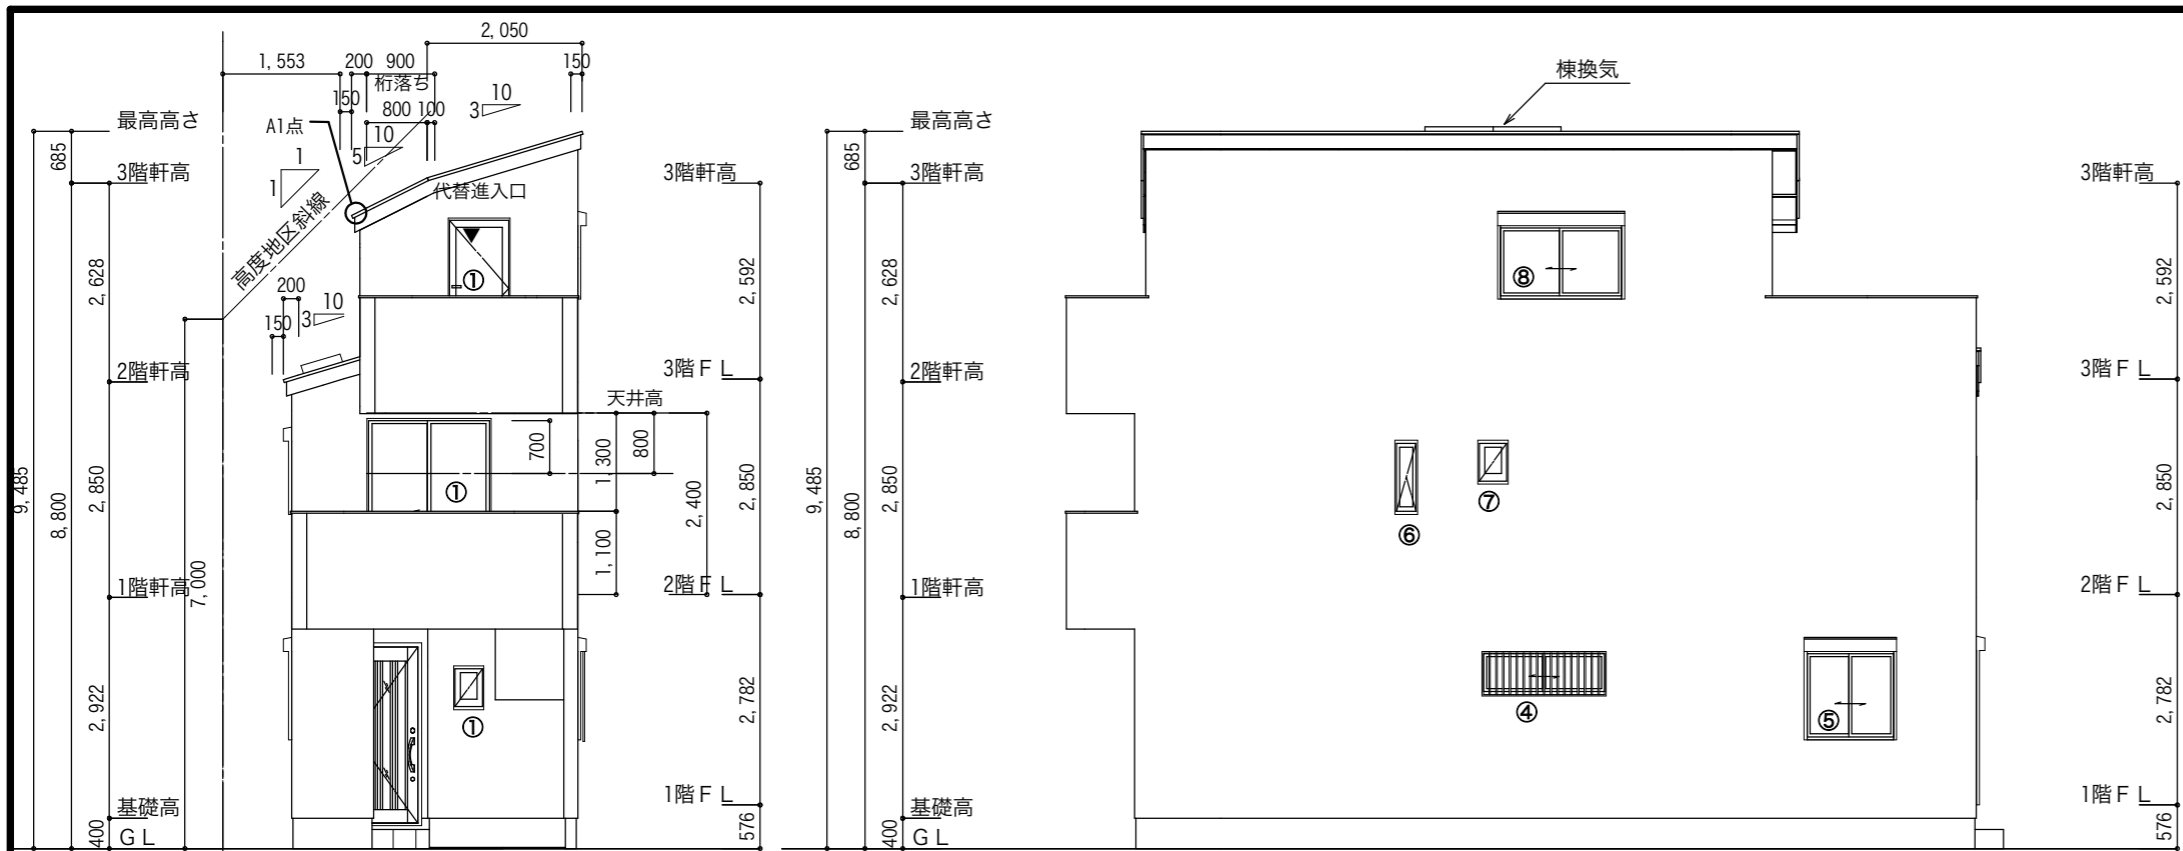 2,050
1,553
200
900
150
桁落ち
150
800
100
10
3
棟換気
最高高さ
A1点
10
5
最高高さ
1
1
685
3階軒高
代替進入口
3階軒高
685
3階軒高
3階軒高
高度地区斜線
2,628
①
2,592
2,628
⑧
2,592
200
10
3
150
2階軒高
3階ＦＬ
2階軒高
3階ＦＬ
天井高
9,485
8,800
2,850
7,000
①
700
1,300
800
2,400
2,850
9,485
8,800
2,850
⑥
⑦
2,850
1,100
1階軒高
2階ＦＬ
1階軒高
2階ＦＬ
2,922
①
2,782
2,922
④
⑤
2,782
基礎高
1階ＦＬ
基礎高
1階ＦＬ
400
ＧＬ
576
400
ＧＬ
576